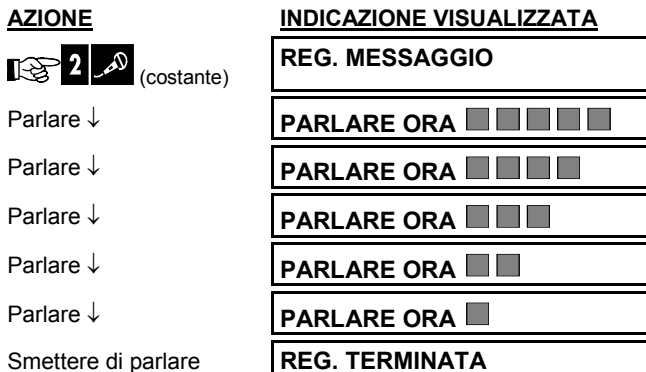 AZIONE INDICAZIONE VISUALIZZATA
2 (costante) REG. MESSAGGIO
Parlare ↓ PARLARE ORA ■ ■ ■ ■ ■
Parlare ↓ PARLARE ORA ■ ■ ■ ■
Parlare ↓ PARLARE ORA ■ ■ ■
Parlare ↓ PARLARE ORA ■ ■
Parlare ↓ PARLARE ORA ■
Smettere di parlare REG. TERMINATA